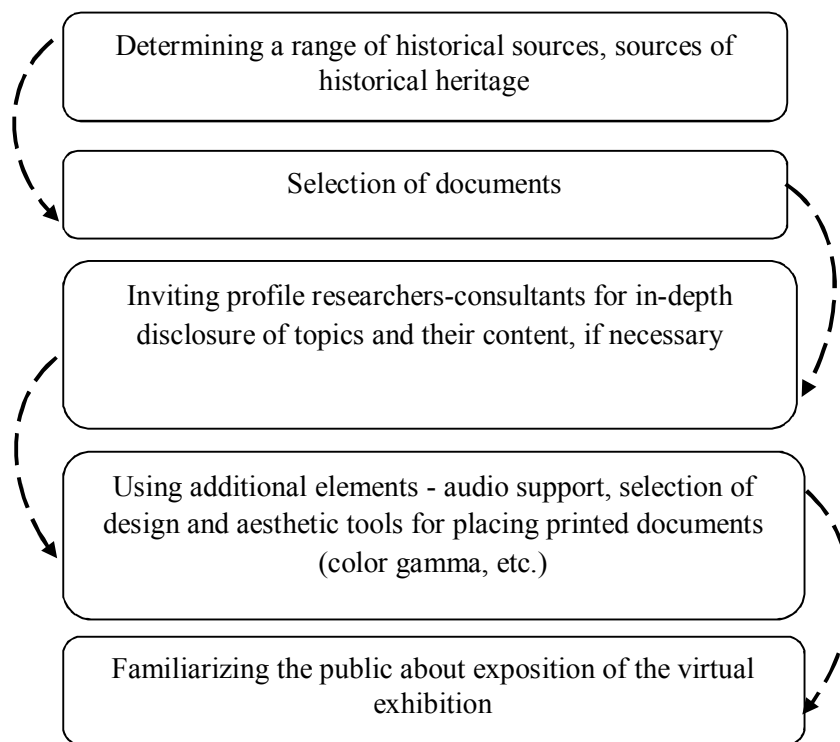 Determining a range of historical sources, sources of
historical heritage
Selection of documents
Inviting profile researchers-consultants for in-depth
disclosure of topics and their content, if necessary
Using additional elements - audio support, selection of
design and aesthetic tools for placing printed documents
(color gamma, etc.)
Familiarizing the public about exposition of the virtual
exhibition